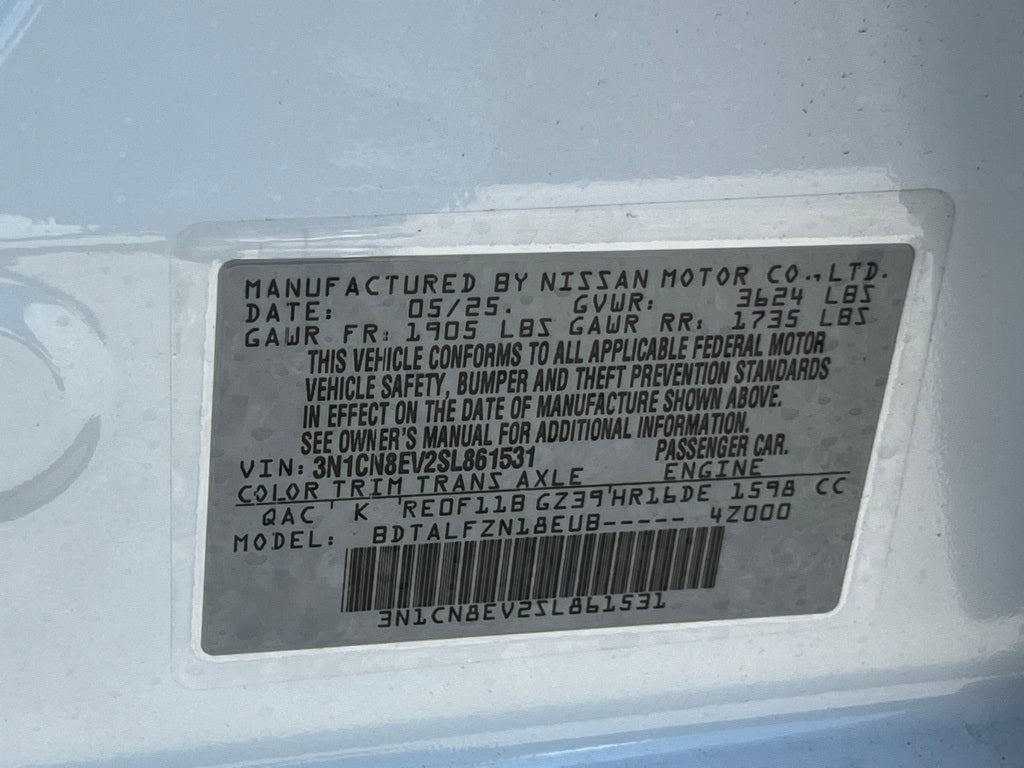 MANUFACTURED BY NISSAN MOTOR CO., LTD.
DATE: 05/25. GVWR: 3624 LBS
GAWR FR: 1905 LBS GAWR RR: 1735 LBS
THIS VEHICLE CONFORMS TO ALL APPLICABLE FEDERAL MOTOR
VEHICLE SAFETY, BUMPER AND THEFT PREVENTION STANDARDS
IN EFFECT ON THE DATE OF MANUFACTURE SHOWN ABOVE.
SEE OWNER'S MANUAL FOR ADDITIONAL INFORMATION.
VIN: 3N1CN8EV2SL861531 PASSENGER CAR.
COLOR TRIM TRANS AXLE ENGINE
QAC ' K 'RE0F11B GZ39'HR16DE 1598 CC
MODEL: BDTALFZN18EUB----- 4Z000
3N1CN8EV2SL861531